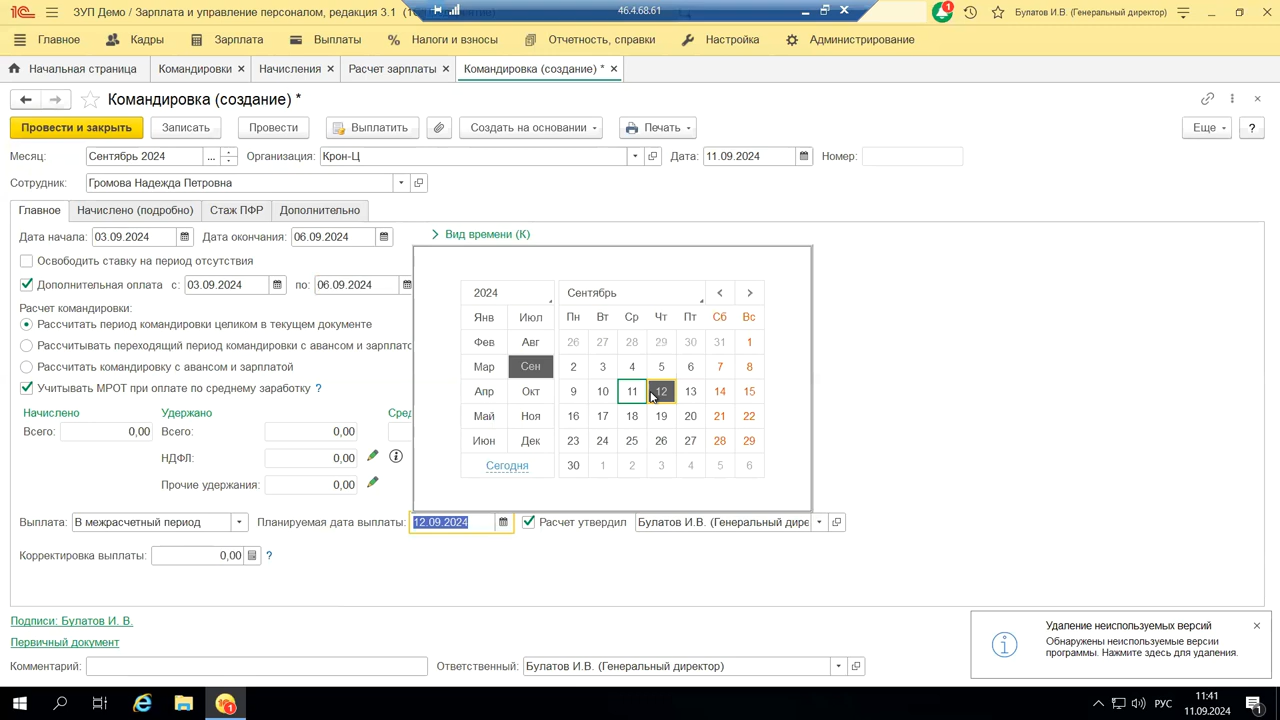 ЗУП Демо / Зарплата и управление персоналом, редакция 3.1
46.4.68.61
1
Булатов И.В. (Генеральный директор)
Главное
Кадры
Зарплата
Выплаты
Налоги и взносы
Отчетность, справки
Настройка
Администрирование
Начальная страница
Командировки ×
Начисления ×
Расчет зарплаты ×
Командировка (создание) * ×
Командировка (создание) *
Провести и закрыть
Записать
Провести
Выплатить
Создать на основании
Печать
Еще
?
Месяц:
Сентябрь 2024
...
Организация:
Крон-Ц
Дата:
11.09.2024
Номер:
Сотрудник:
Громова Надежда Петровна
Главное
Начислено (подробно)
Стаж ПФР
Дополнительно
Дата начала:
03.09.2024
Дата окончания:
06.09.2024
Вид времени (К)
Освободить ставку на период отсутствия
Дополнительная оплата с:
03.09.2024
по:
06.09.2024
Расчет командировки:
Рассчитать период командировки целиком в текущем документе
Рассчитывать переходящий период командировки с авансом и зарплато
Рассчитать командировку с авансом и зарплатой
Учитывать МРОТ при оплате по среднему заработку ?
2024
Сентябрь
< >
Янв Июл
Фев Авг
Мар Сен
Апр Окт
Май Ноя
Июн Дек
Сегодня
Пн Вт Ср Чт Пт Сб Вс
26 27 28 29 30 31 1
2 3 4 5 6 7 8
9 10 11 12 13 14 15
16 17 18 19 20 21 22
23 24 25 26 27 28 29
30 1 2 3 4 5 6
Начислено
Удержано
Сред
Всего:
0,00
Всего:
0,00
НДФЛ:
0,00
Прочие удержания:
0,00
Выплата:
В межрасчетный период
Планируемая дата выплаты:
12.09.2024
Расчет утвердил
Булатов И.В. (Генеральный дире
Корректировка выплаты:
0,00
?
Подписи: Булатов И. В.
Первичный документ
Комментарий:
Ответственный:
Булатов И.В. (Генеральный директор)
Удаление неиспользуемых версий
Обнаружены неиспользуемые версии
программы. Нажмите здесь для удаления.
1
РУС
11:41
11.09.2024
1